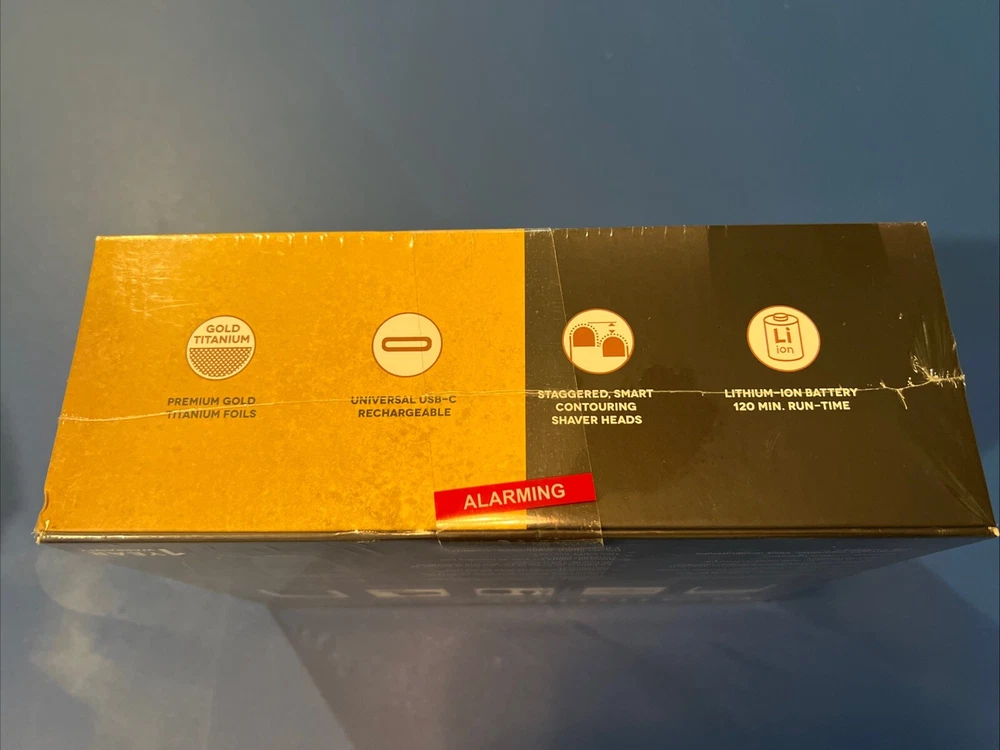 GOLD
TITANIUM
PREMIUM GOLD
TITANIUM FOILS
UNIVERSAL USB-C
RECHARGEABLE
STAGGERED, SMART
CONTOURING
SHAVER HEADS
Li
ion
LITHIUM-ION BATTERY
120 MIN. RUN-TIME
ALARMING